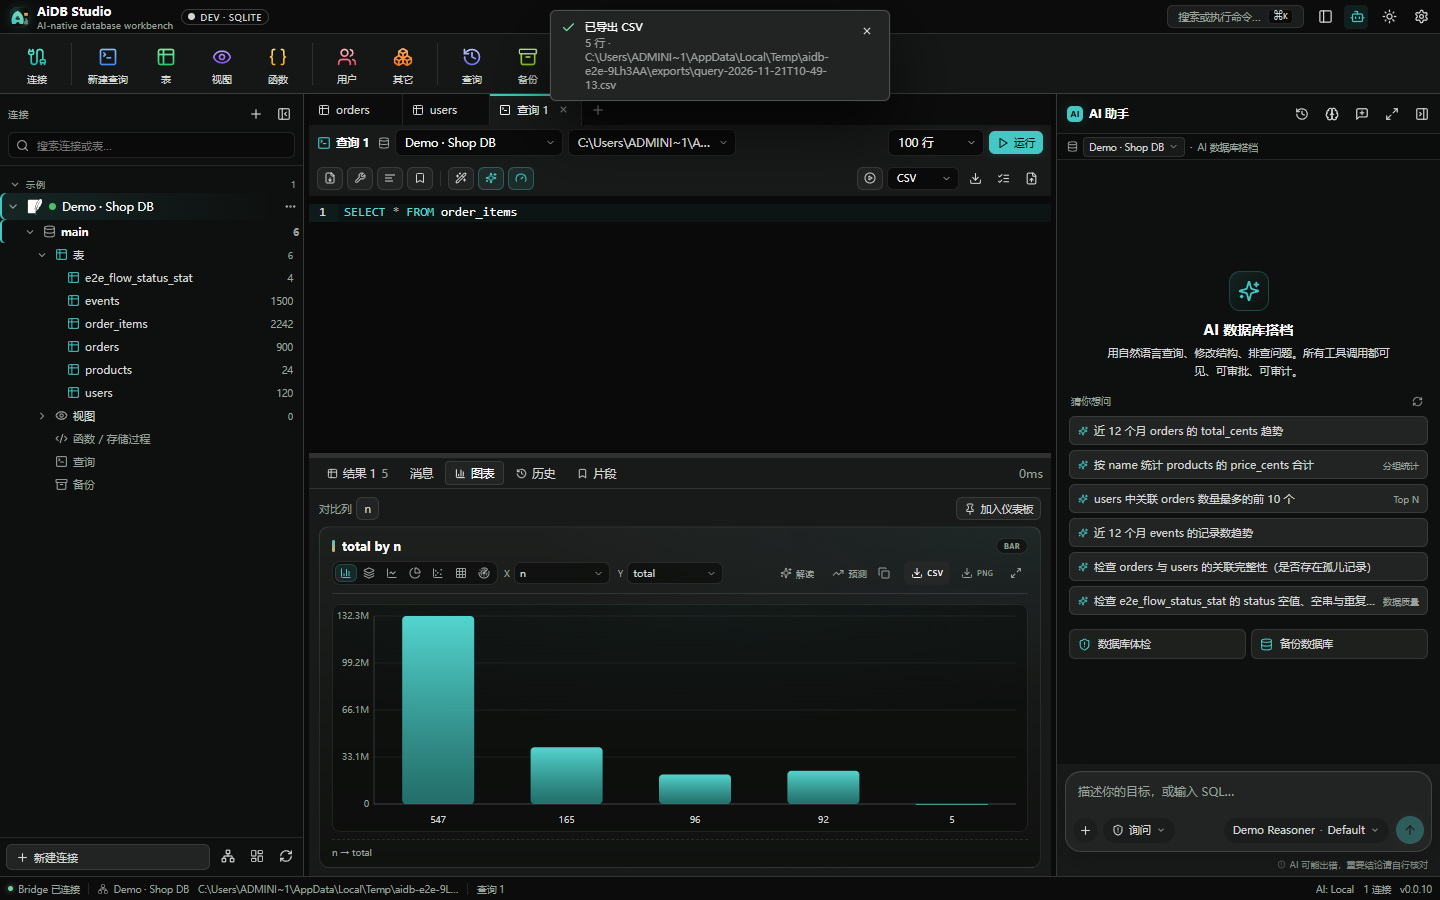 AiDB Studio
AI-native database workbench
DEV · SQLITE
搜索或执行命令... ⌘K
已导出 CSV
5 行 ·
C:\Users\ADMINI~1\AppData\Local\Temp\aidb-
e2e-9Lh3AA\exports\query-2026-11-21T10-49-
13.csv
连接
新建查询
表
视图
函数
用户
其它
查询
备份
连接
搜索连接或表...
示例 1
Demo · Shop DB
main 6
表 6
e2e_flow_status_stat 4
events 1500
order_items 2242
orders 900
products 24
users 120
视图 0
函数 / 存储过程
查询
备份
新建连接
orders
users
查询 1
查询 1
Demo · Shop DB
C:\Users\ADMINI~1\A...
100 行
运行
CSV
1 SELECT * FROM order_items
结果 1 5
消息
图表
历史
片段
0ms
对比列 n
加入仪表板
total by n
BAR
X n
Y total
解读
预测
CSV
PNG
132.3M
99.2M
66.1M
33.1M
0
547 165 96 92 5
n → total
AI AI 助手
Demo · Shop DB · AI 数据库搭档
AI 数据库搭档
用自然语言查询、修改结构、排查问题。所有工具调用都可
见、可审批、可审计。
猜你想问
近 12 个月 orders 的 total_cents 趋势
按 name 统计 products 的 price_cents 合计 分组统计
users 中关联 orders 数量最多的前 10 个 Top N
近 12 个月 events 的记录数趋势
检查 orders 与 users 的关联完整性（是否存在孤儿记录）
检查 e2e_flow_status_stat 的 status 空值、空串与重复... 数据质量
数据库体检
备份数据库
描述你的目标，或输入 SQL...
询问
Demo Reasoner · Default
AI 可能出错，重要结论请自行核对
Bridge 已连接
Demo · Shop DB
C:\Users\ADMINI~1\AppData\Local\Temp\aidb-e2e-9L...
查询 1
AI: Local
1 连接
v0.0.10